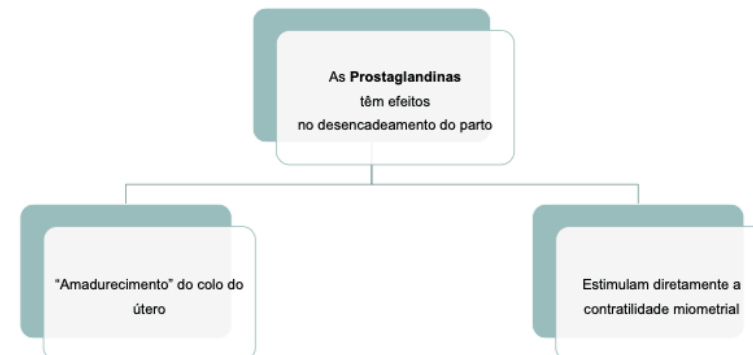 As Prostaglandinas
têm efeitos
no desencadeamento do parto
“Amadurecimento” do colo do
útero
Estimulam diretamente a
contratilidade miometrial